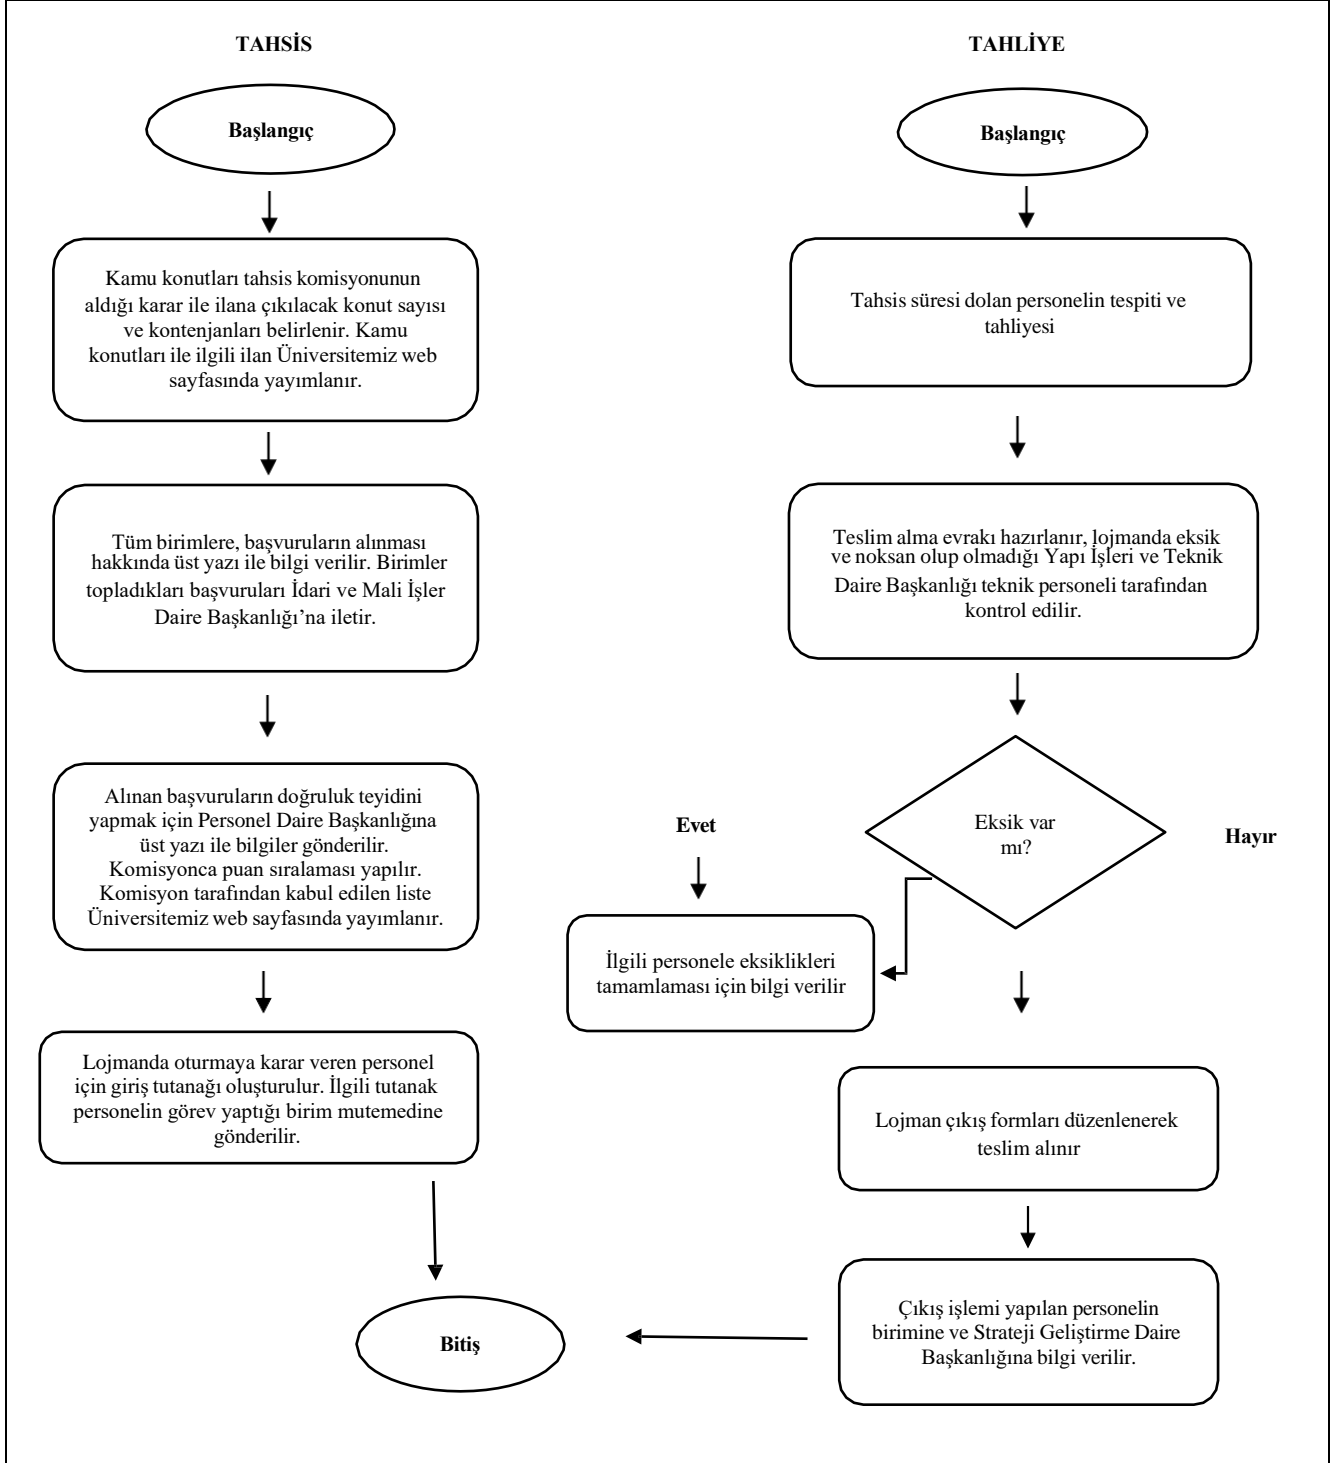 TAHSİS
Başlangıç
Kamu konutları tahsis komisyonunun
aldığı karar ile ilana çıkılacak konut sayısı
ve kontenjanları belirlenir. Kamu
konutları ile ilgili ilan Üniversitemiz web
sayfasında yayımlanır.
Tüm birimlere, başvuruların alınması
hakkında üst yazı ile bilgi verilir. Birimler
topladıkları başvuruları İdari ve Mali İşler
Daire Başkanlığı’na iletir.
Alınan başvuruların doğruluk teyidini
yapmak için Personel Daire Başkanlığına
üst yazı ile bilgiler gönderilir.
Komisyonca puan sıralaması yapılır.
Komisyon tarafından kabul edilen liste
Üniversitemiz web sayfasında yayımlanır.
Lojmanda oturmaya karar veren personel
için giriş tutanağı oluşturulur. İlgili tutanak
personelin görev yaptığı birim mutemedine
gönderilir.
TAHLİYE
Başlangıç
Tahsis süresi dolan personelin tespiti ve
tahliyesi
Teslim alma evrakı hazırlanır, lojmanda eksik
ve noksan olup olmadığı Yapı İşleri ve Teknik
Daire Başkanlığı teknik personeli tarafından
kontrol edilir.
Eksik var
mı?
Evet
Hayır
İlgili personele eksiklikleri
tamamlaması için bilgi verilir
Lojman çıkış formları düzenlenerek
teslim alınır
Çıkış işlemi yapılan personelin
birimine ve Strateji Geliştirme Daire
Başkanlığına bilgi verilir.
Bitiş